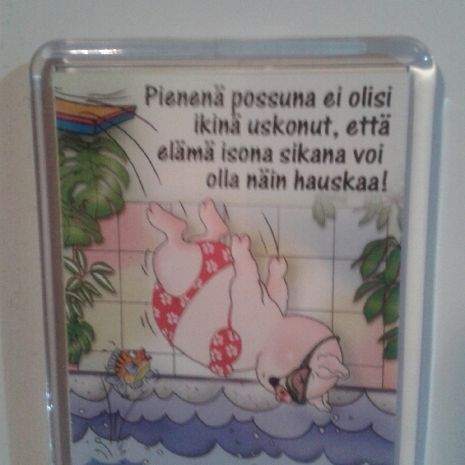 Pienenä possuna ei olisi
ikinä uskonut, että
elämä isona sikana voi
olla näin hauskaa!